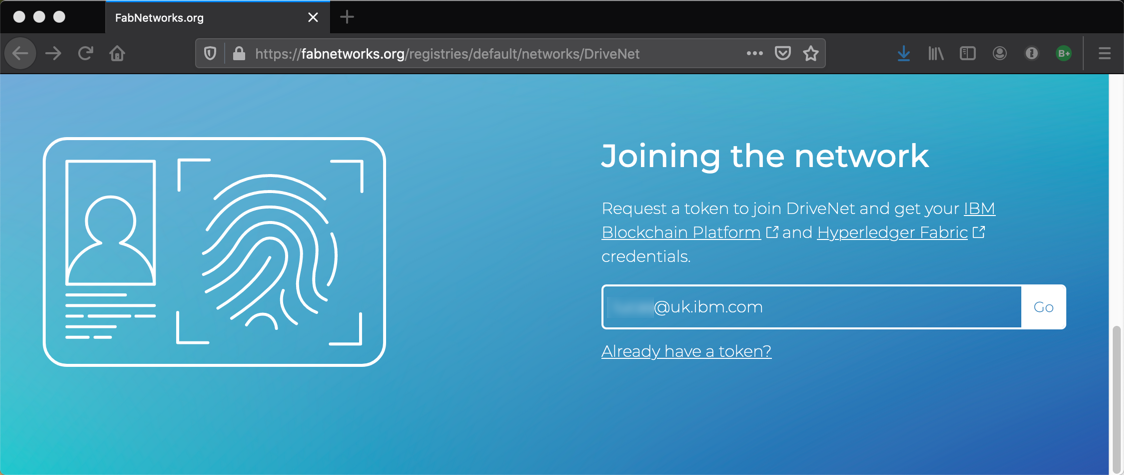 FabNetworks.org
https://fabnetworks.org/registries/default/networks/DriveNet
B+
Joining the network
Request a token to join DriveNet and get your IBM
Blockchain Platform and Hyperledger Fabric
credentials.
@uk.ibm.com
Go
Already have a token?